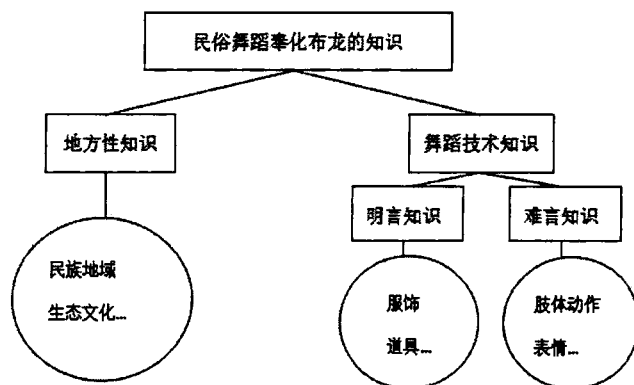 民俗舞蹈奉化布龙的知识
地方性知识
舞蹈技术知识
明言知识
难言知识
民族地域
生态文化...
服饰
道具...
肢体动作
表情...